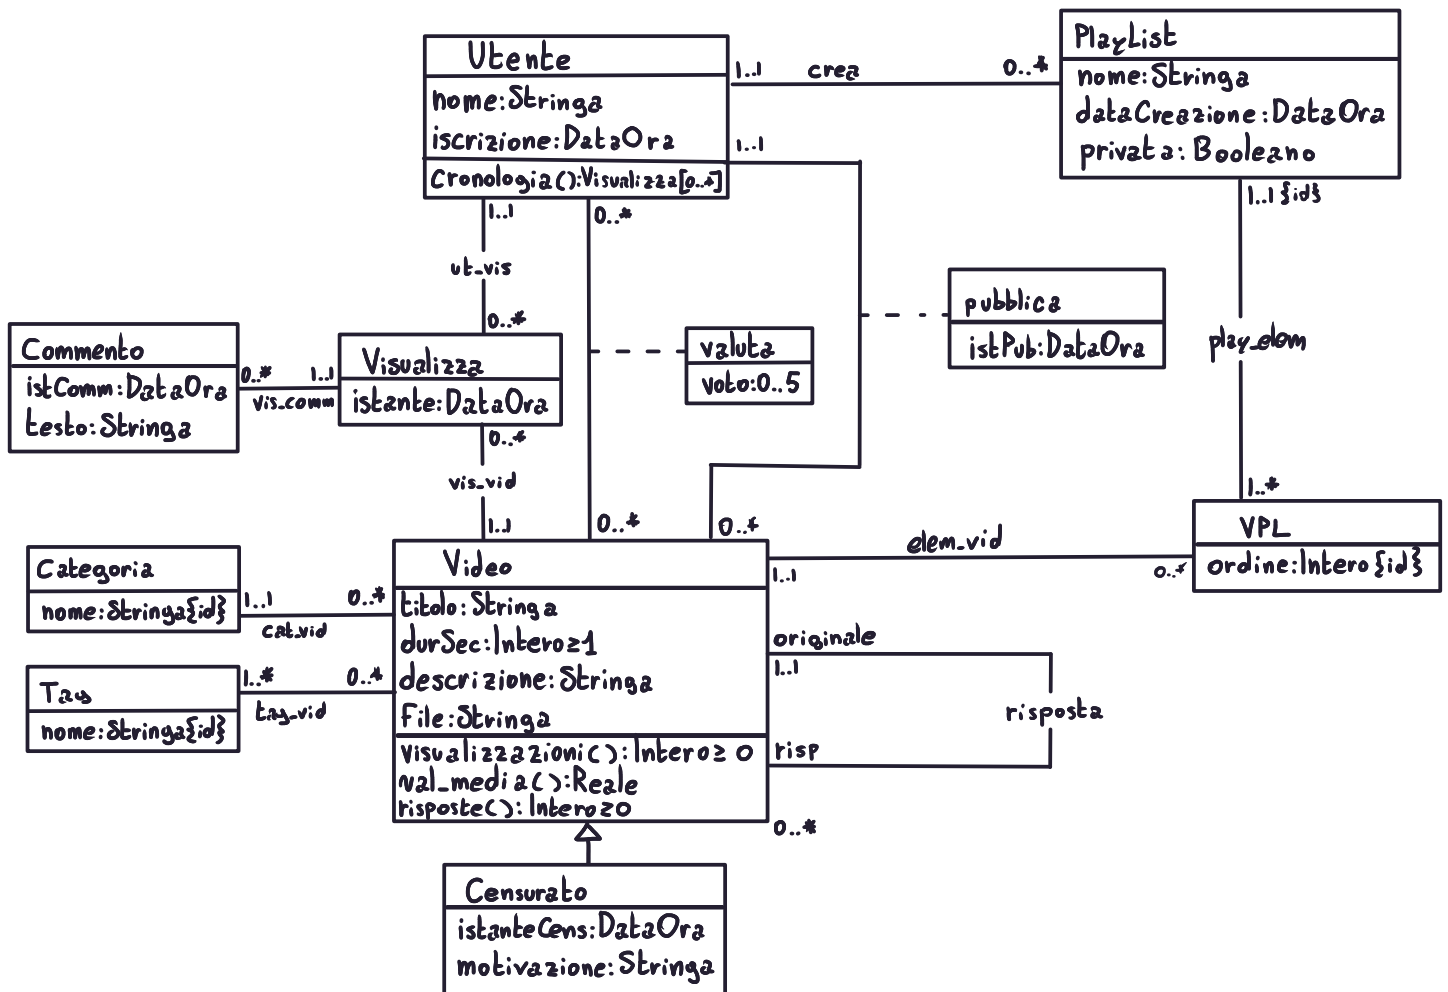 Utente
nome:Stringa
iscrizione:DataOra
Cronologia():Visualizza[0..*]
1..1
crea
0..*
PlayList
nome:Stringa
dataCreazione:DataOra
privata:Booleano
1..1
1..1 {id}
play_elem
1..*
1..1
ut_vis
0..*
0..*
pubblica
istPub:DataOra
valuta
voto:0..5
Commento
istComm:DataOra
testo:Stringa
0..*
1..1
vis_comm
Visualizza
istante:DataOra
0..*
vis_vid
1..1
0..*
0..*
VPL
ordine:Intero{id}
elem_vid
1..1
0..*
Categoria
nome:Stringa{id}
1..1
0..*
cat_vid
Tag
nome:Stringa{id}
1..*
0..*
tag_vid
Video
titolo:Stringa
durSec:Intero≥1
descrizione:Stringa
file:Stringa
visualizzazioni():Intero≥0
val_media():Reale
risposte():Intero≥0
originale
1..1
risposta
risp
0..*
Censurato
istanteCens:DataOra
motivazione:Stringa